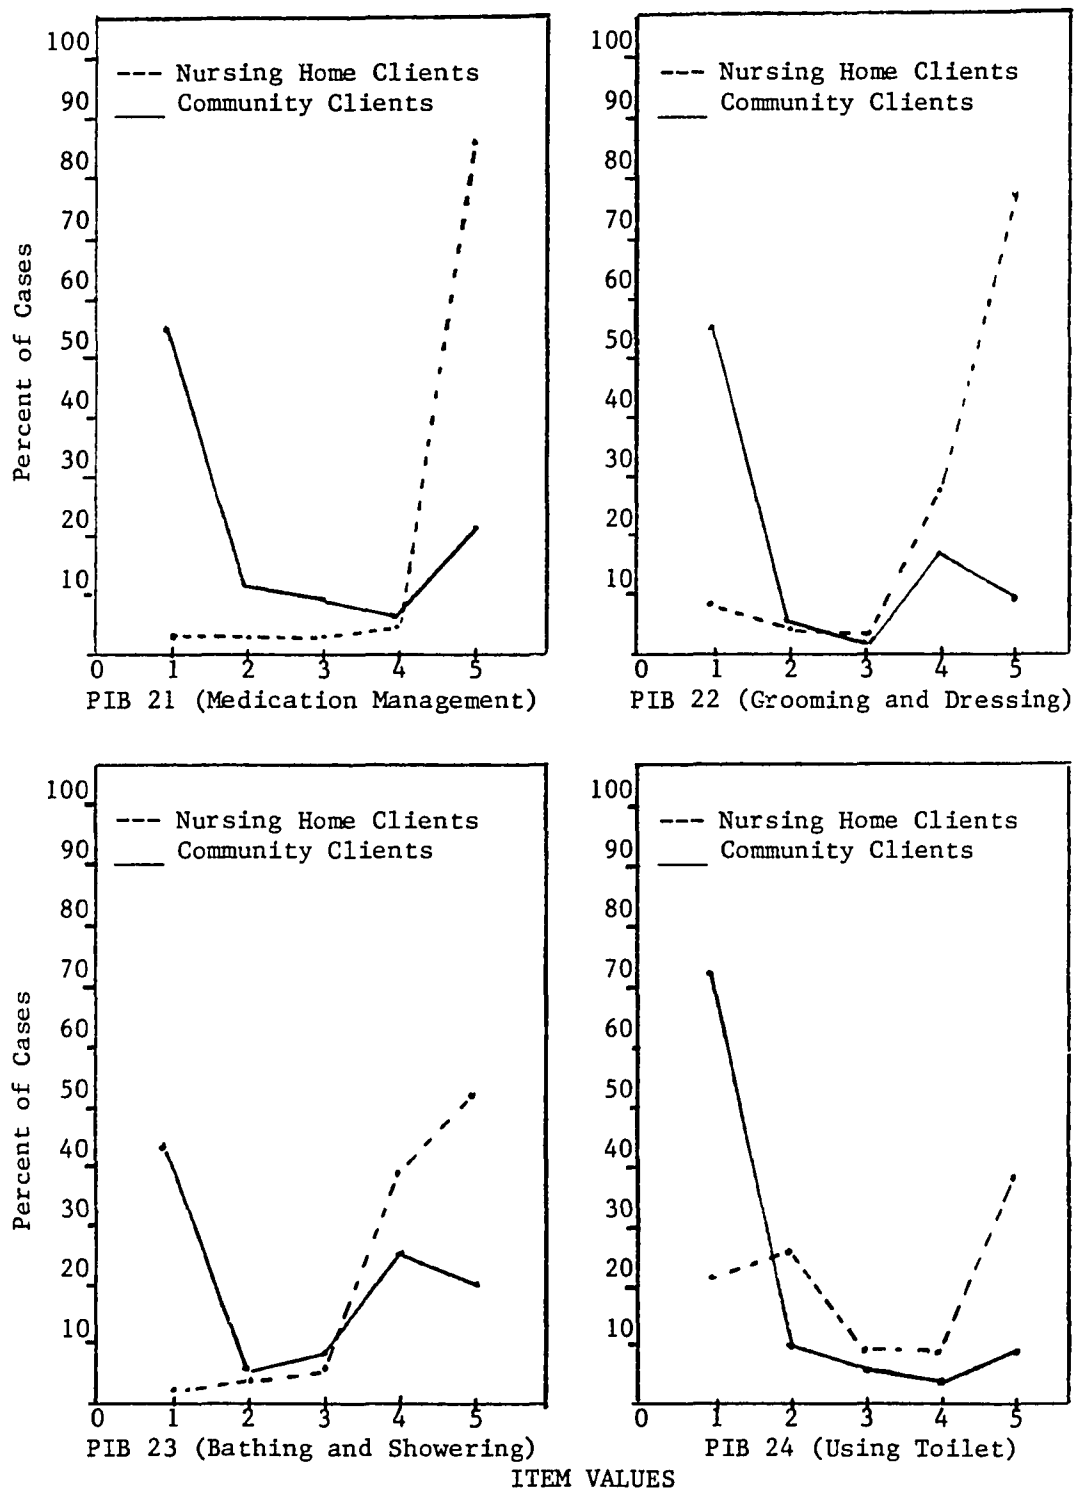 100
90
80
70
60
50
40
30
20
10
Percent of Cases
--- Nursing Home Clients
___ Community Clients
0 1 2 3 4 5
PIB 21 (Medication Management)
100
90
80
70
60
50
40
30
20
10
--- Nursing Home Clients
___ Community Clients
0 1 2 3 4 5
PIB 22 (Grooming and Dressing)
100
90
80
70
60
50
40
30
20
10
Percent of Cases
--- Nursing Home Clients
___ Community Clients
0 1 2 3 4 5
PIB 23 (Bathing and Showering)
100
90
80
70
60
50
40
30
20
10
--- Nursing Home Clients
___ Community Clients
0 1 2 3 4 5
PIB 24 (Using Toilet)
ITEM VALUES